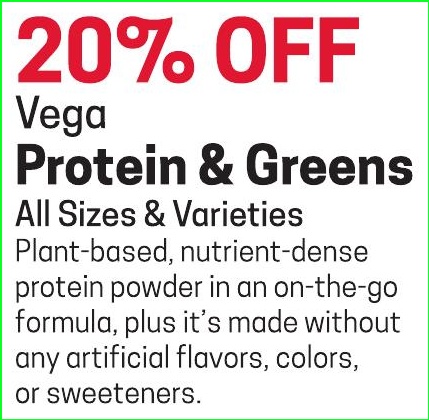 20% OFF
Vega
Protein & Greens
All Sizes & Varieties
Plant-based, nutrient-dense
protein powder in an on-the-go
formula, plus it's made without
any artificial flavors, colors,
or sweeteners.